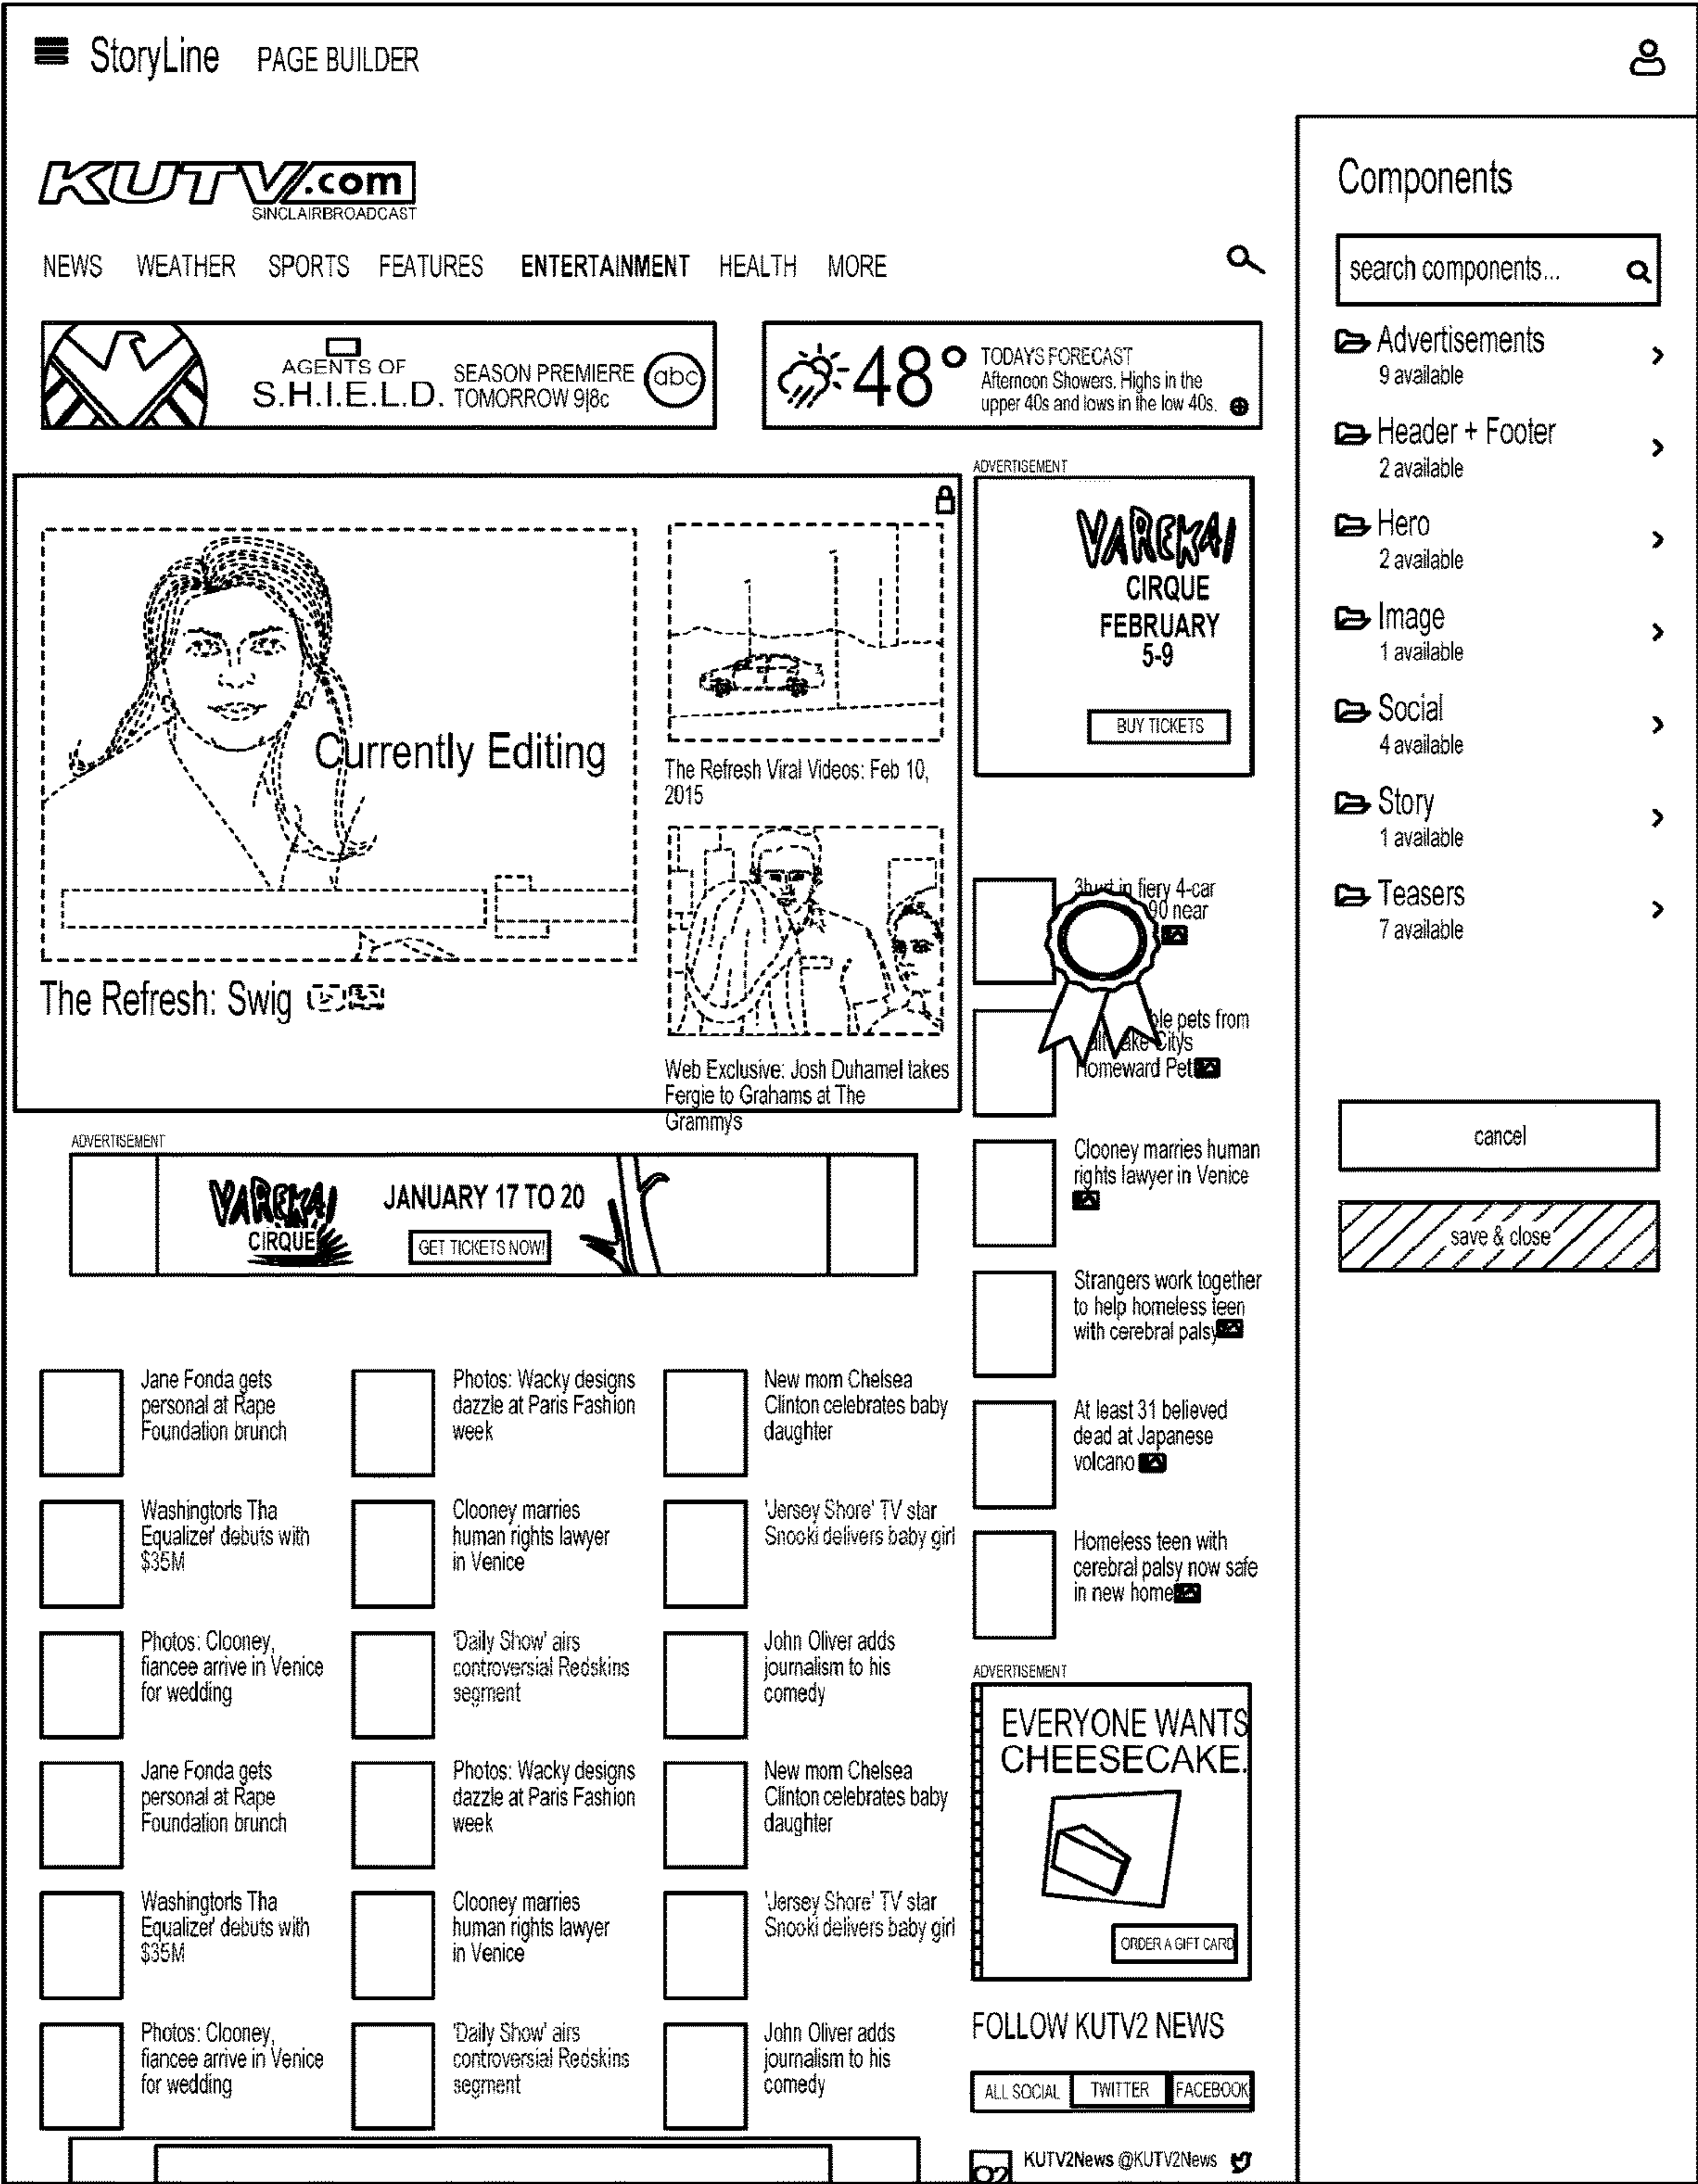 StoryLine PAGE BUILDER
KUTV.com
SINCLAIRBROADCAST
NEWS WEATHER SPORTS FEATURES ENTERTAINMENT HEALTH MORE
AGENTS OF
S.H.I.E.L.D.
SEASON PREMIERE
TOMORROW 9|8c
abc
48°
TODAY'S FORECAST
Afternoon Showers. Highs in the
upper 40s and lows in the low 40s.
Currently Editing
The Refresh: Swig
The Refresh Viral Videos: Feb 10,
2015
Web Exclusive: Josh Duhamel takes
Fergie to Grahams at The
Grammy's
ADVERTISEMENT
VAREKAI
CIRQUE
FEBRUARY
5-9
BUY TICKETS
ADVERTISEMENT
VAREKAI
CIRQUE
JANUARY 17 TO 20
GET TICKETS NOW!
in fiery 4-car
90 near
pets from
City's
Homeward Pet
Clooney marries human
rights lawyer in Venice
Strangers work together
to help homeless teen
with cerebral palsy
At least 31 believed
dead at Japanese
volcano
Homeless teen with
cerebral palsy now safe
in new home
Jane Fonda gets
personal at Rape
Foundation brunch
Photos: Wacky designs
dazzle at Paris Fashion
week
New mom Chelsea
Clinton celebrates baby
daughter
Washington's Tha
Equalizer' debuts with
$35M
Clooney marries
human rights lawyer
in Venice
'Jersey Shore' TV star
Snooki delivers baby girl
Photos: Clooney,
fiancee arrive in Venice
for wedding
'Daily Show' airs
controversial Redskins
segment
John Oliver adds
journalism to his
comedy
Jane Fonda gets
personal at Rape
Foundation brunch
Photos: Wacky designs
dazzle at Paris Fashion
week
New mom Chelsea
Clinton celebrates baby
daughter
Washington's Tha
Equalizer' debuts with
$35M
Clooney marries
human rights lawyer
in Venice
'Jersey Shore' TV star
Snooki delivers baby girl
Photos: Clooney,
fiancee arrive in Venice
for wedding
'Daily Show' airs
controversial Redskins
segment
John Oliver adds
journalism to his
comedy
ADVERTISEMENT
EVERYONE WANTS
CHEESECAKE.
ORDER A GIFT CARD
FOLLOW KUTV2 NEWS
ALL SOCIAL TWITTER FACEBOOK
KUTV2News @KUTV2News
Components
search components...
Advertisements
9 available
Header + Footer
2 available
Hero
2 available
Image
1 available
Social
4 available
Story
1 available
Teasers
7 available
cancel
save & close